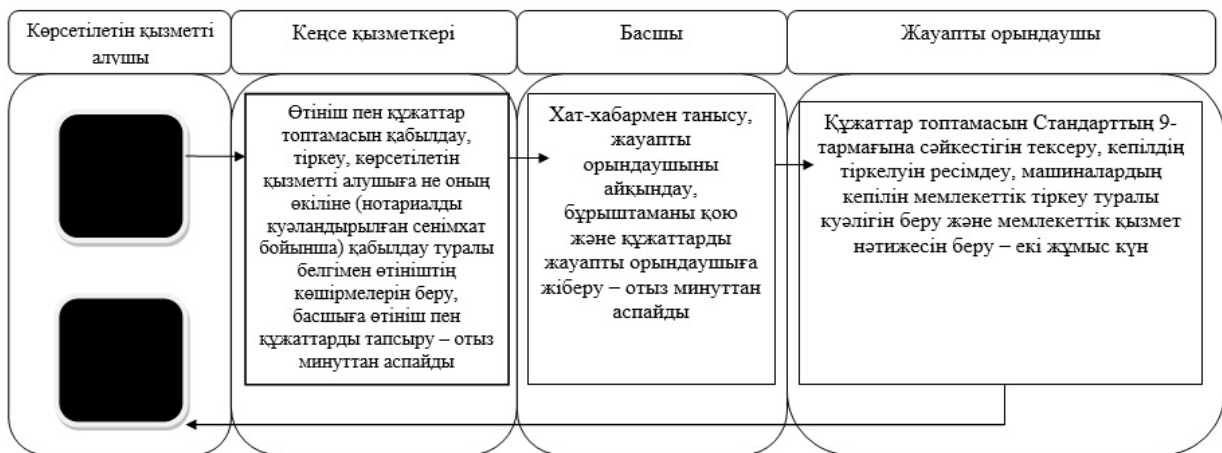 Көрсетілетін қызметті
алушы
Кеңсе қызметкері
Басшы
Жауапты орындаушы
Өтініш пен құжаттар
топтамасын қабылдау,
тіркеу, көрсетілетін
қызметті алушыға не оның
өкіліне (нотариалды
куәландырылған сенімхат
бойынша) қабылдау туралы
белгімен өтініштің
көшірмелерін беру,
басшыға өтініш пен
құжаттарды тапсыру – отыз
минуттан аспайды
Хат-хабармен танысу,
жауапты
орындаушыны
айқындау,
бұрыштаманы қою
және құжаттарды
жауапты орындаушыға
жіберу – отыз минуттан
аспайды
Құжаттар топтамасын Стандарттың 9-
тармағына сәйкестігін тексеру, кепілдің
тіркелуін ресімдеу, машиналардың
кепілін мемлекеттік тіркеу туралы
куәлігін беру және мемлекеттік қызмет
нәтижесін беру – екі жұмыс күн